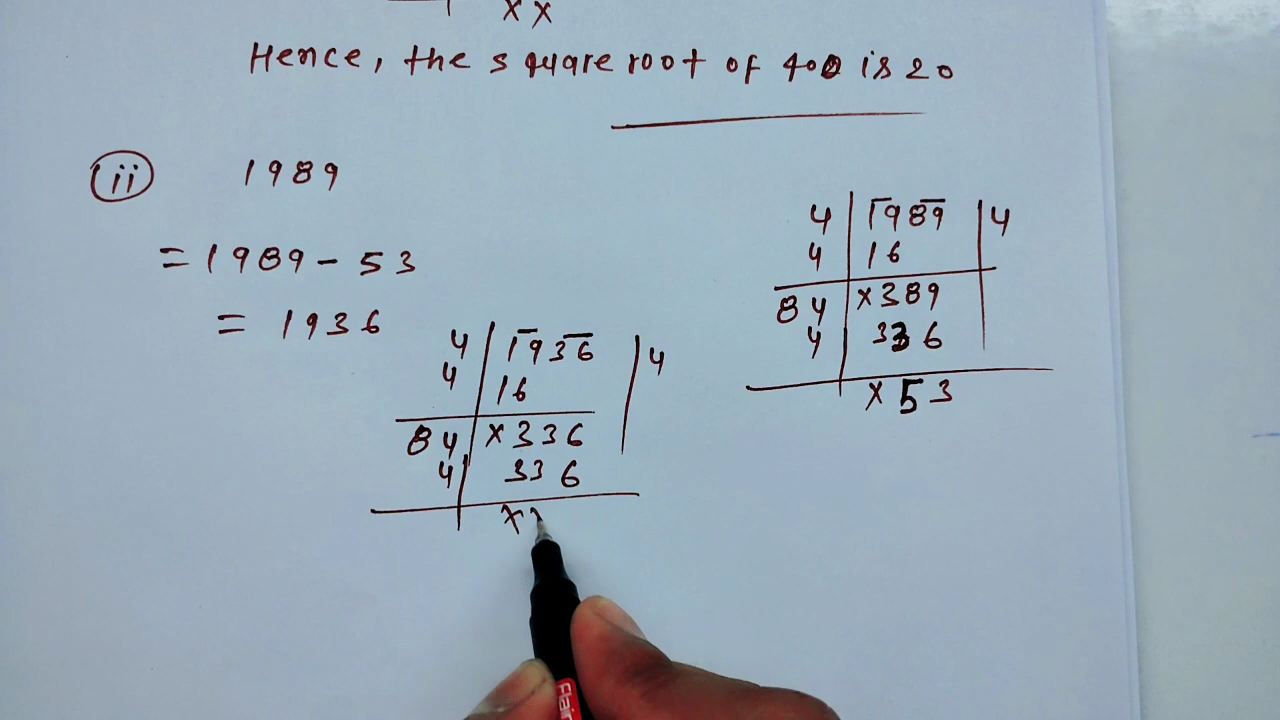 x x
Hence, the square root of 400 is 20
(ii) 1989
= 1989 - 53
= 1936
4 | 1989 | 4
4 | 16
84 | x389
4 | 336
x53
4 | 1936 | 4
4 | 16
84 | x336
4 | 336
x x
Flair